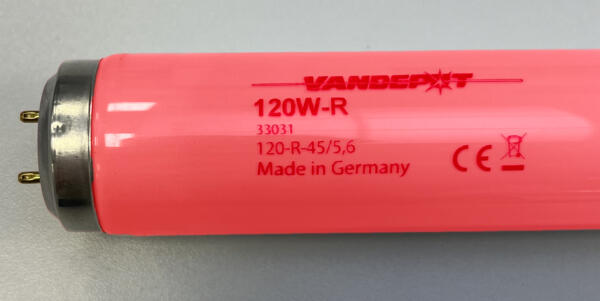 VANDEPOT
120W-R
33031
120-R-45/5,6
Made in Germany
CE